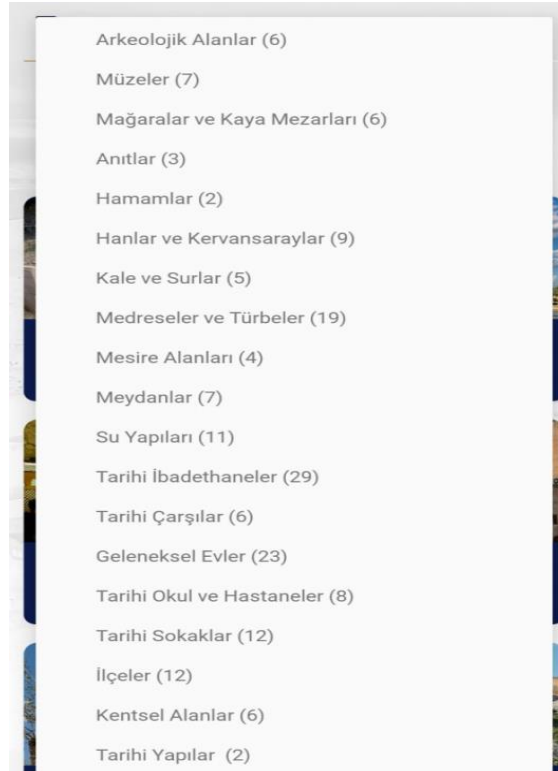 Arkeolojik Alanlar (6)
Müzeler (7)
Mağaralar ve Kaya Mezarları (6)
Anıtlar (3)
Hamamlar (2)
Hanlar ve Kervansaraylar (9)
Kale ve Surlar (5)
Medreseler ve Türbeler (19)
Mesire Alanları (4)
Meydanlar (7)
Su Yapıları (11)
Tarihi İbadethaneler (29)
Tarihi Çarşılar (6)
Geleneksel Evler (23)
Tarihi Okul ve Hastaneler (8)
Tarihi Sokaklar (12)
İlçeler (12)
Kentsel Alanlar (6)
Tarihi Yapılar (2)